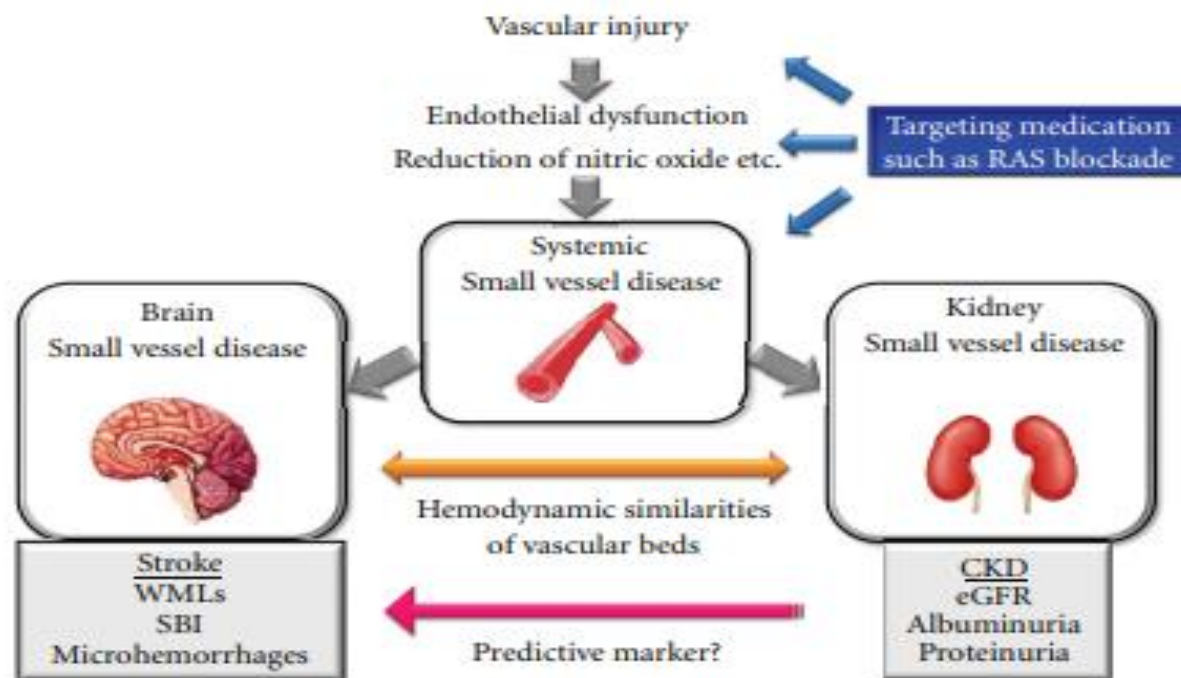 Vascular injury
Endothelial dysfunction
Reduction of nitric oxide etc.
Targeting medication
such as RAS blockade
Systemic
Small vessel disease
Brain
Small vessel disease
Kidney
Small vessel disease
Hemodynamic similarities
of vascular beds
Stroke
WMLs
SBI
Microhemorrhages
CKD
eGFR
Albuminuria
Proteinuria
Predictive marker?